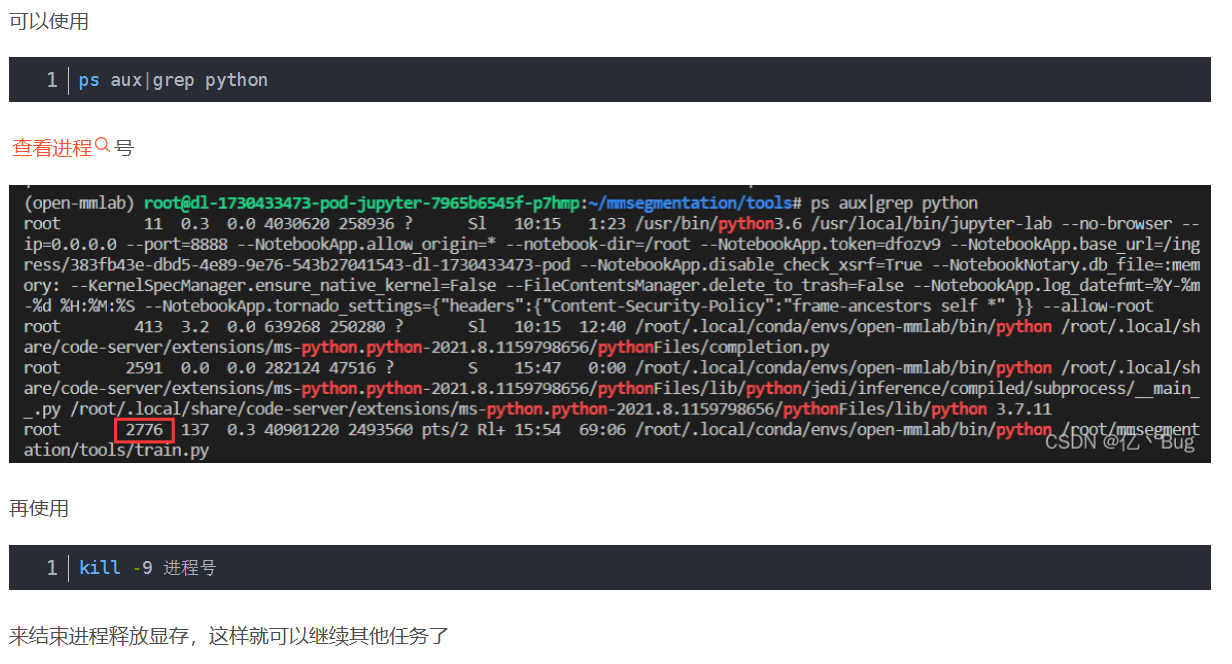 可以使用
1 ps aux|grep python
查看进程 号
(open-mmlab) root@dl-1730433473-pod-jupyter-7965b6545f-p7hmp:~/mmsegmentation/tools# ps aux|grep python
root 11 0.3 0.0 4030620 258936 ? Sl 10:15 1:23 /usr/bin/python3.6 /usr/local/bin/jupyter-lab --no-browser --
ip=0.0.0.0 --port=8888 --NotebookApp.allow_origin=* --notebook-dir=/root --NotebookApp.token=dfozv9 --NotebookApp.base_url=/ing
ress/383fb43e-dbd5-4e89-9e76-543b27041543-dl-1730433473-pod --NotebookApp.disable_check_xsrf=True --NotebookNotary.db_file=:mem
ory: --KernelSpecManager.ensure_native_kernel=False --FileContentsManager.delete_to_trash=False --NotebookApp.log_datefmt=%Y-%m
-%d %H:%M:%S --NotebookApp.tornado_settings={"headers":{"Content-Security-Policy":"frame-ancestors self *" }} --allow-root
root 413 3.2 0.0 639268 250280 ? Sl 10:15 12:40 /root/.local/conda/envs/open-mmlab/bin/python /root/.local/sh
are/code-server/extensions/ms-python.python-2021.8.1159798656/pythonFiles/completion.py
root 2591 0.0 0.0 282124 47516 ? S 15:47 0:00 /root/.local/conda/envs/open-mmlab/bin/python /root/.local/sh
are/code-server/extensions/ms-python.python-2021.8.1159798656/pythonFiles/lib/python/jedi/inference/compiled/subprocess/__main_
_.py /root/.local/share/code-server/extensions/ms-python.python-2021.8.1159798656/pythonFiles/lib/python 3.7.11
root 2776 137 0.3 40901220 2493560 pts/2 Rl+ 15:54 69:06 /root/.local/conda/envs/open-mmlab/bin/python /root/mmsegment
ation/tools/train.py
CSDN @亿丶Bug
再使用
1 kill -9 进程号
来结束进程释放显存，这样就可以继续其他任务了